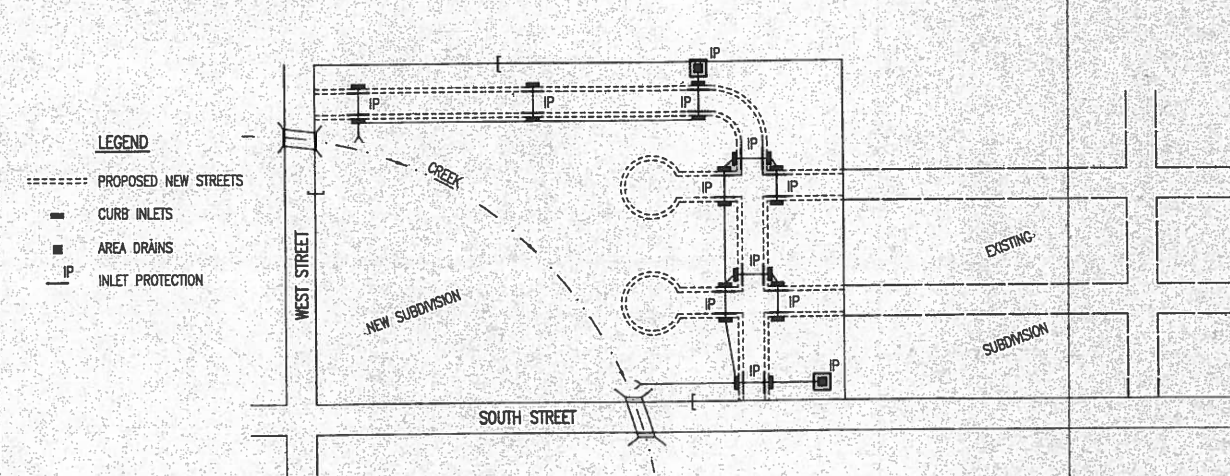 IP
IP
IP
IP
LEGEND
IP
CREEK
PROPOSED NEW STREETS
IP
IP
CURB INLETS
AREA DRAINS
EXISTING
IP
INLET PROTECTION
IP
WEST STREET
NEW SUBDIVISION
IP
IP
SUBDIVISION
IP
IP
SOUTH STREET